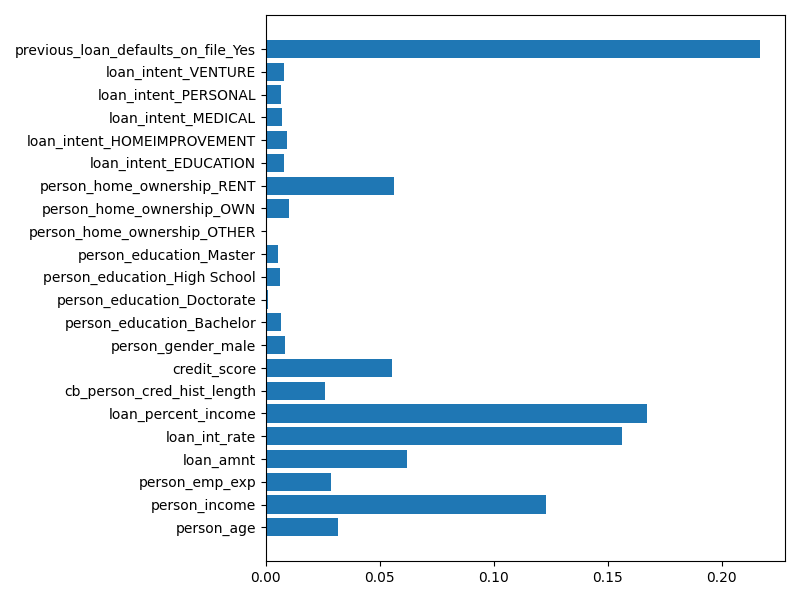 previous_loan_defaults_on_file_Yes
loan_intent_VENTURE
loan_intent_PERSONAL
loan_intent_MEDICAL
loan_intent_HOMEIMPROVEMENT
loan_intent_EDUCATION
person_home_ownership_RENT
person_home_ownership_OWN
person_home_ownership_OTHER
person_education_Master
person_education_High School
person_education_Doctorate
person_education_Bachelor
person_gender_male
credit_score
cb_person_cred_hist_length
loan_percent_income
loan_int_rate
loan_amnt
person_emp_exp
person_income
person_age
0.00 0.05 0.10 0.15 0.20